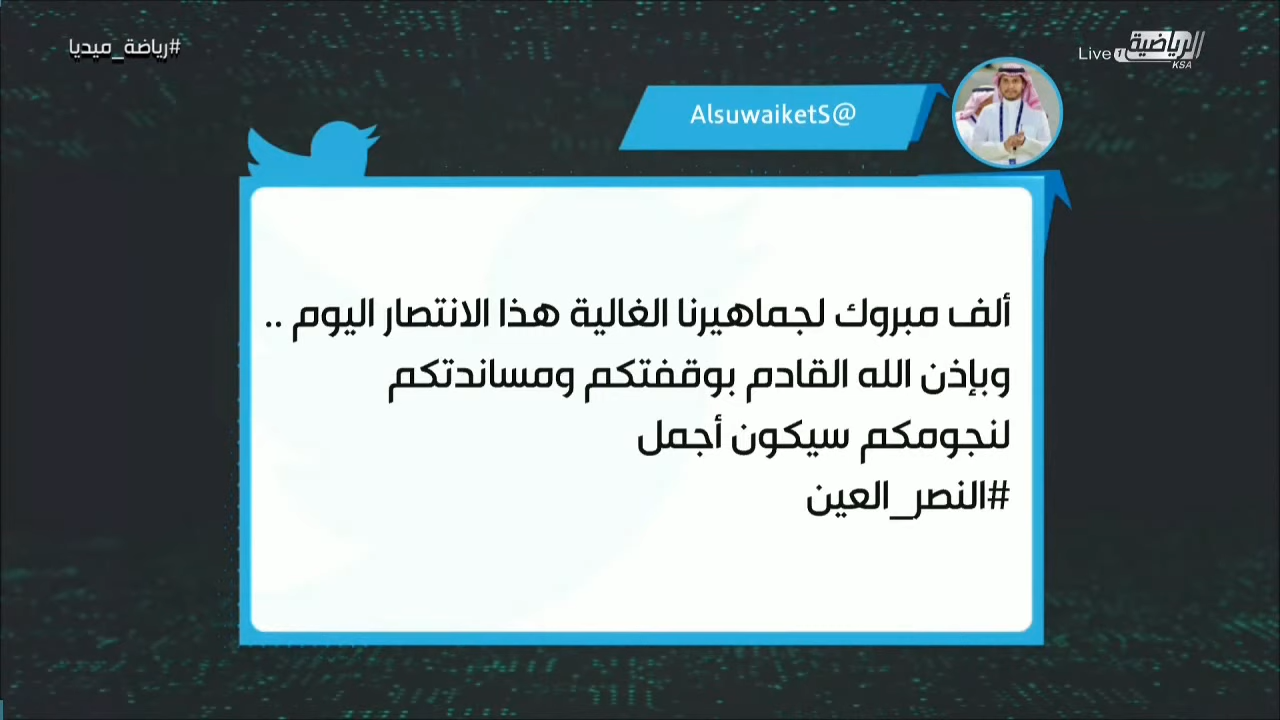 #رياضة_ميديا
Live 1 الرياضية
KSA
AlsuwaiketS@
ألف مبروك لجماهيرنا الغالية هذا الانتصار اليوم ..
وبإذن الله القادم بوقفتكم ومساندتكم
لنجومكم سيكون أجمل
#النصر_العين